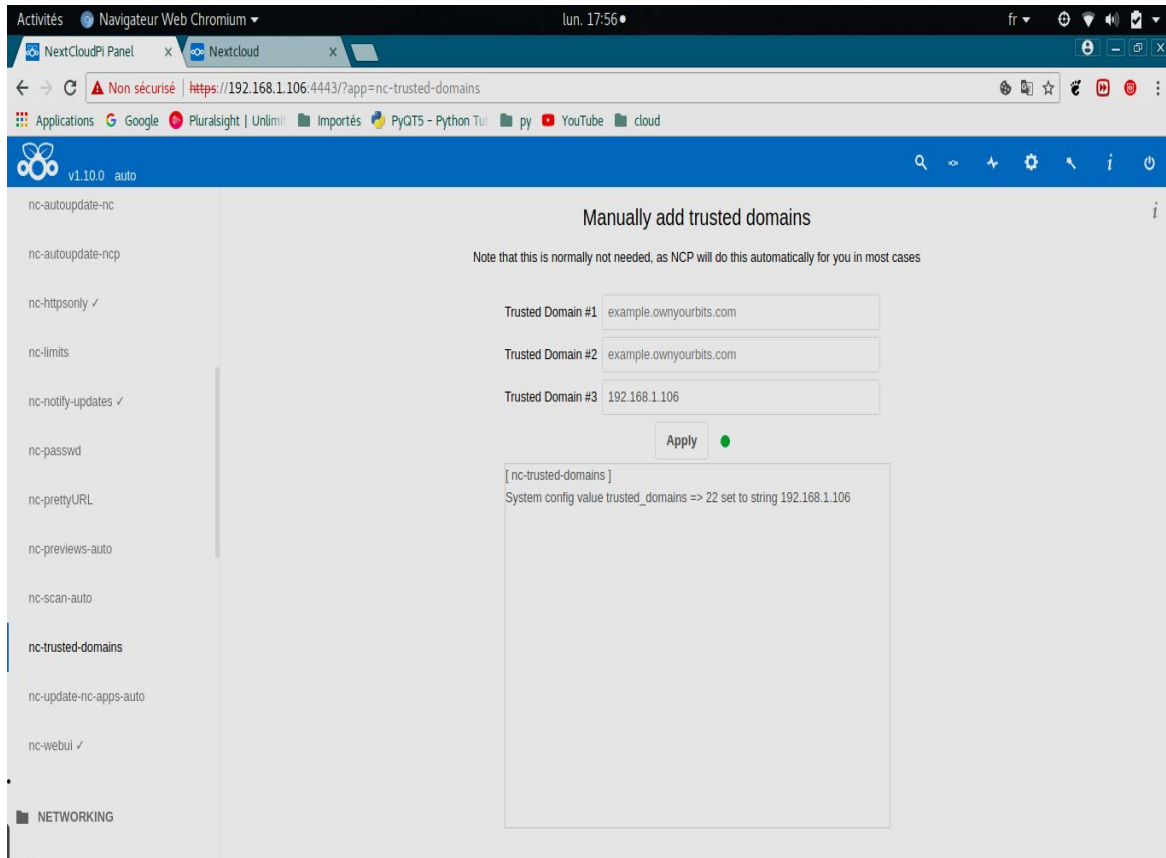 Activités Navigateur Web Chromium lun. 17:56 fr
NextCloudPi Panel Nextcloud
Non sécurisé | https://192.168.1.106:4443/?app=nc-trusted-domains
Applications Google Pluralsight | Unlimi Importés PyQT5 - Python Tu py YouTube cloud
v1.10.0 auto
nc-autoupdate-nc
nc-autoupdate-ncp
nc-httpsonly ✓
nc-limits
nc-notify-updates ✓
nc-passwd
nc-prettyURL
nc-previews-auto
nc-scan-auto
nc-trusted-domains
nc-update-nc-apps-auto
nc-webui ✓
NETWORKING
Manually add trusted domains
i
Note that this is normally not needed, as NCP will do this automatically for you in most cases
Trusted Domain #1 example.ownyourbits.com
Trusted Domain #2 example.ownyourbits.com
Trusted Domain #3 192.168.1.106
Apply
[ nc-trusted-domains ]
System config value trusted_domains => 22 set to string 192.168.1.106